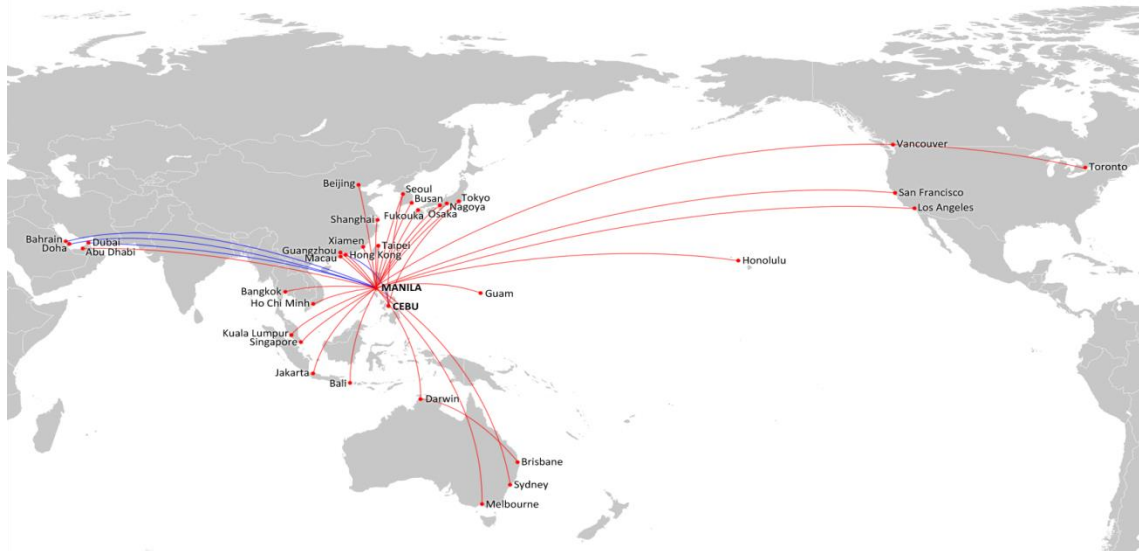 Vancouver
Toronto
Beijing
Seoul
San Francisco
Busan
Tokyo
Nagoya
Los Angeles
Shanghai
Fukouka
Osaka
Bahrain
Dubai
Xiamen
Taipei
Doha
Abu Dhabi
Guangzhou
Hong Kong
Macau
Honolulu
MANILA
Bangkok
Guam
Ho Chi Minh
CEBU
Kuala Lumpur
Singapore
Jakarta
Bali
Darwin
Brisbane
Sydney
Melbourne